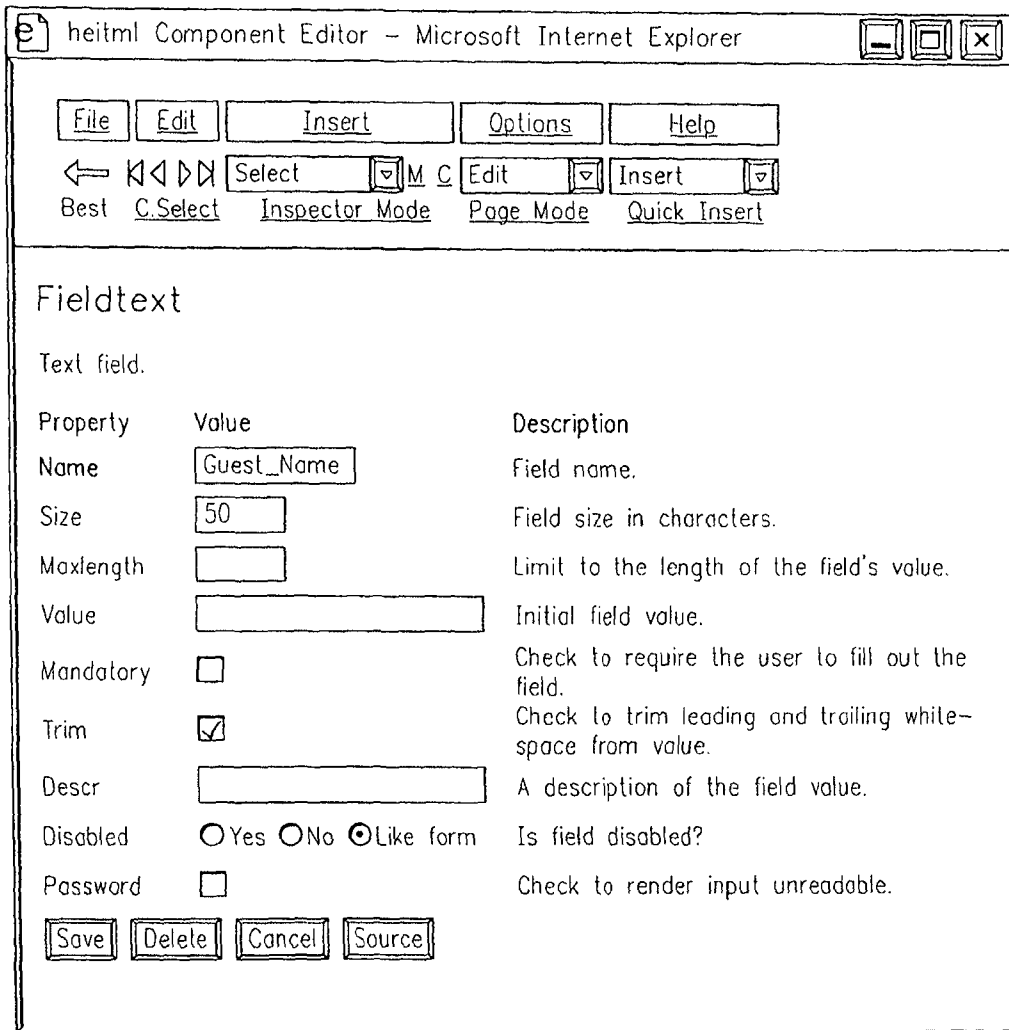 heitml Component Editor – Microsoft Internet Explorer
File Edit Insert Options Help
Select M C Edit Insert
Best C.Select Inspector Mode Page Mode Quick Insert
Fieldtext
Text field.
Property Value Description
Name Guest_Name Field name.
Size 50 Field size in characters.
Maxlength Limit to the length of the field's value.
Value Initial field value.
Mandatory Check to require the user to fill out the
field.
Trim Check to trim leading and trailing white-
space from value.
Descr A description of the field value.
Disabled Yes No Like form Is field disabled?
Password Check to render input unreadable.
Save Delete Cancel Source